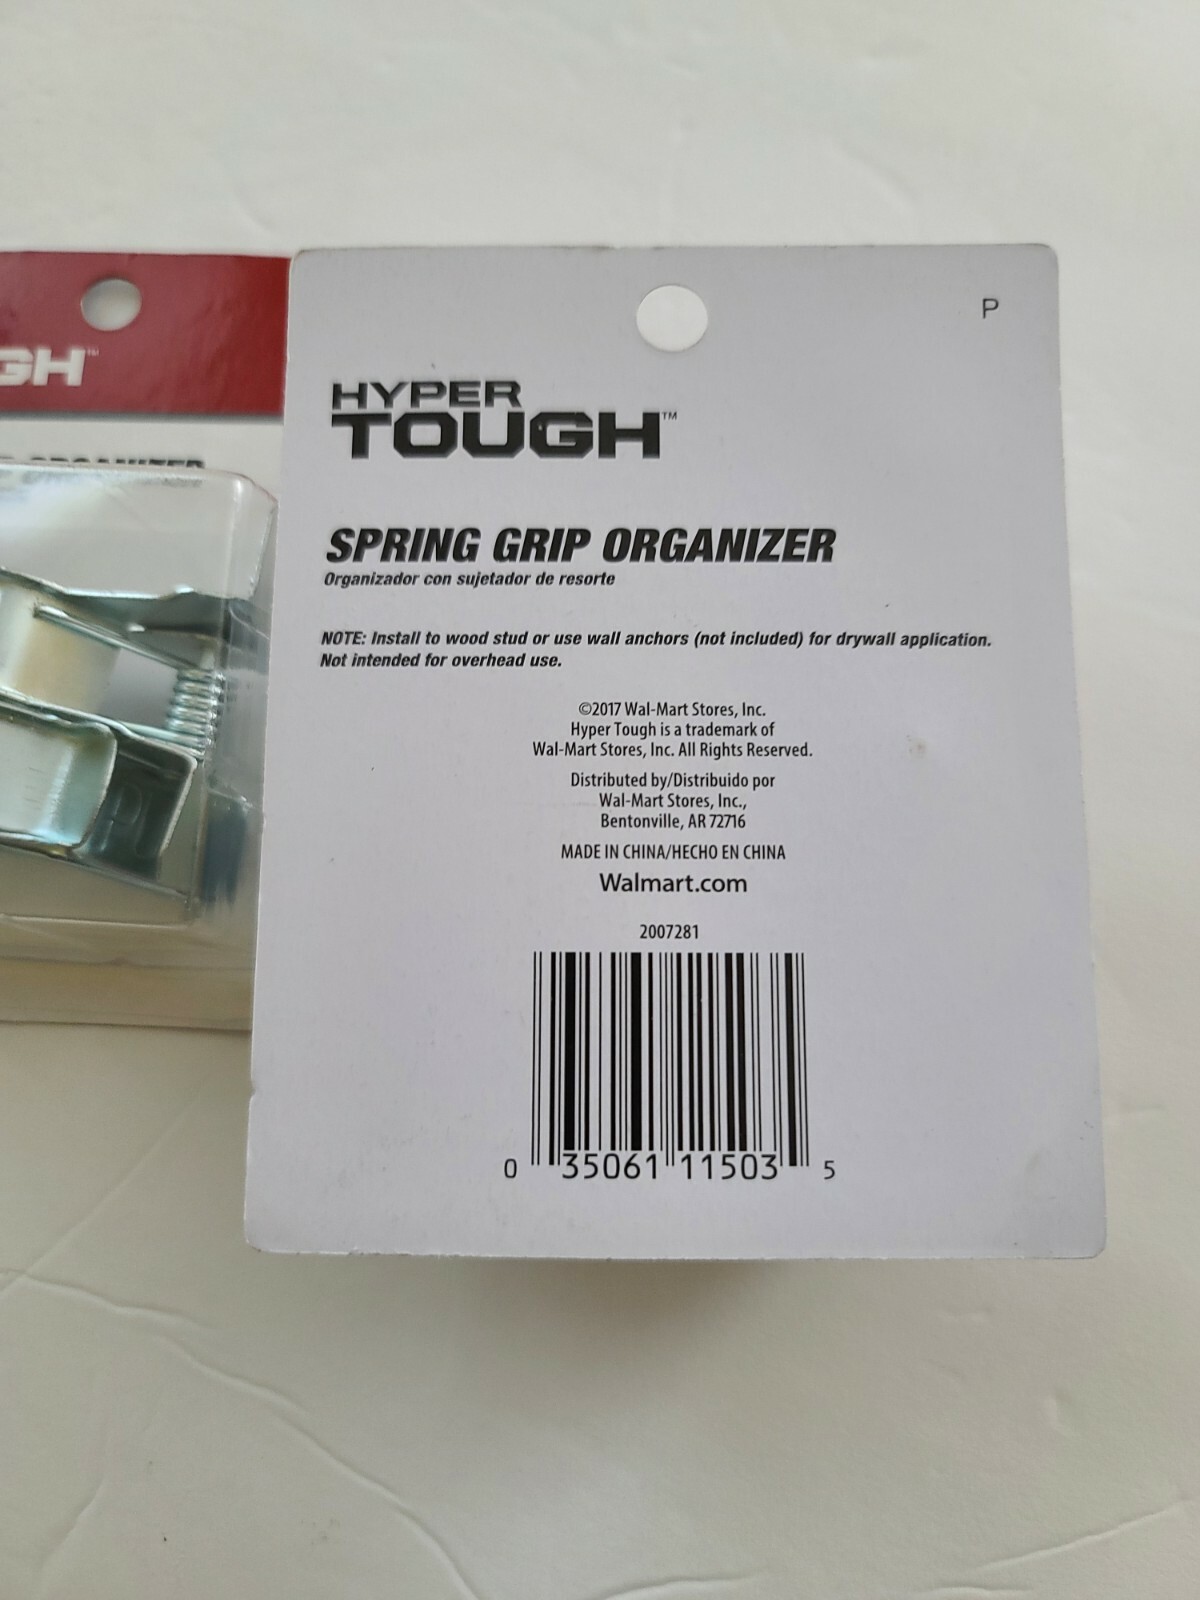 GH™
ORGANIZER
P
HYPER
TOUGH™
SPRING GRIP ORGANIZER
Organizador con sujetador de resorte
NOTE: Install to wood stud or use wall anchors (not included) for drywall application.
Not intended for overhead use.
©2017 Wal-Mart Stores, Inc.
Hyper Tough is a trademark of
Wal-Mart Stores, Inc. All Rights Reserved.
Distributed by/Distribuido por
Wal-Mart Stores, Inc.,
Bentonville, AR 72716
MADE IN CHINA/HECHO EN CHINA
Walmart.com
2007281
0 35061 11503 5